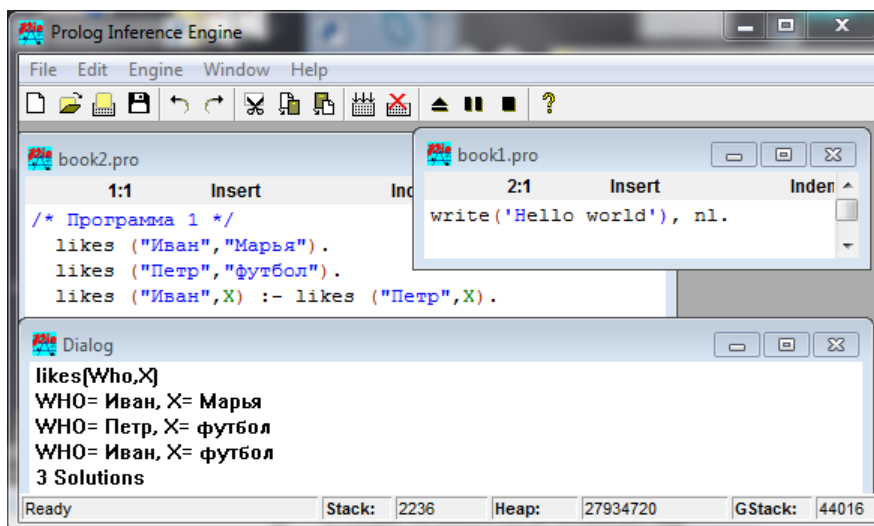 Prolog Inference Engine
File Edit Engine Window Help
book2.pro
1:1 Insert Ind
/* Программа 1 */
likes ("Иван","Марья").
likes ("Петр","футбол").
likes ("Иван",X) :- likes ("Петр",X).
book1.pro
2:1 Insert Inden
write('Hello world'), nl.
Dialog
likes(Who,X)
WHO= Иван, X= Марья
WHO= Петр, X= футбол
WHO= Иван, X= футбол
3 Solutions
Ready Stack: 2236 Heap: 27934720 GStack: 44016